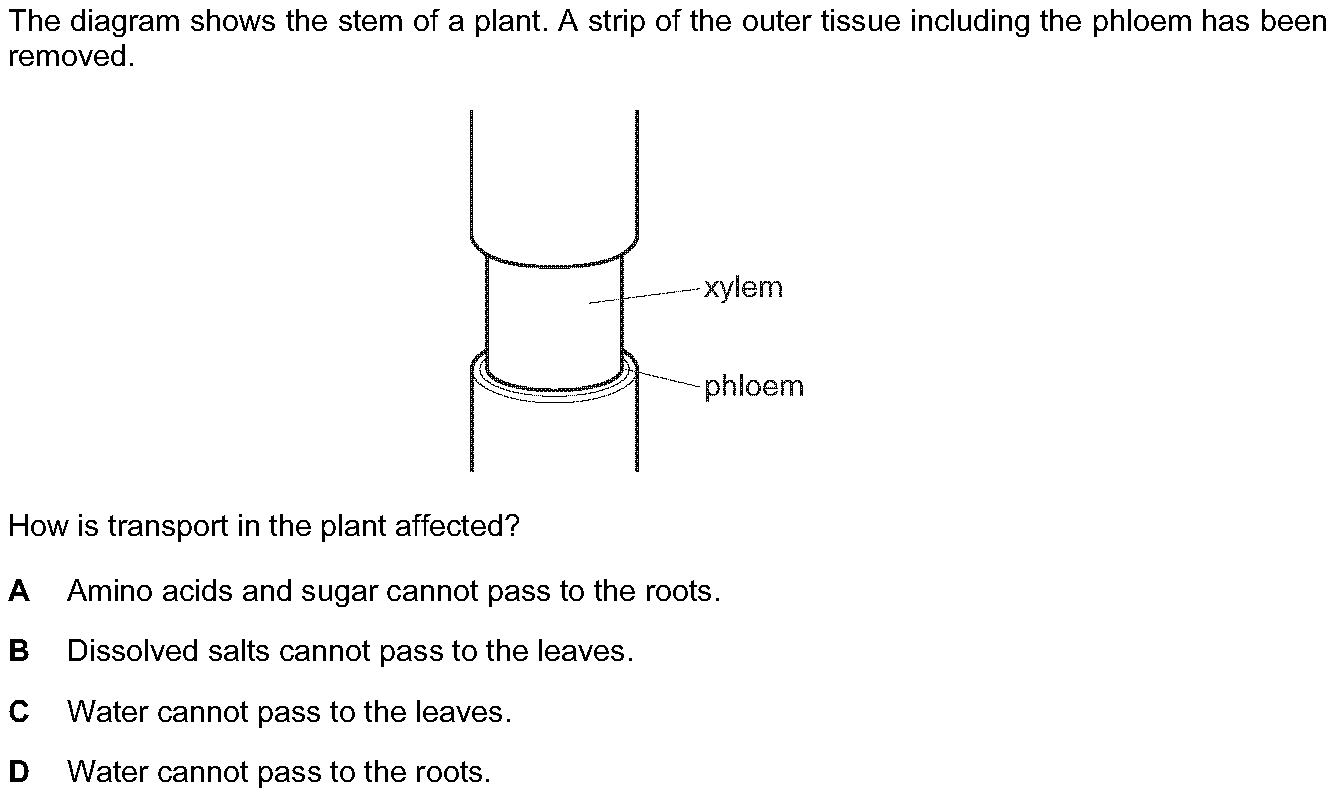 The diagram shows the stem of a plant. A strip of the outer tissue including the phloem has been
removed.
xylem
phloem
How is transport in the plant affected?
A Amino acids and sugar cannot pass to the roots.
B Dissolved salts cannot pass to the leaves.
C Water cannot pass to the leaves.
D Water cannot pass to the roots.